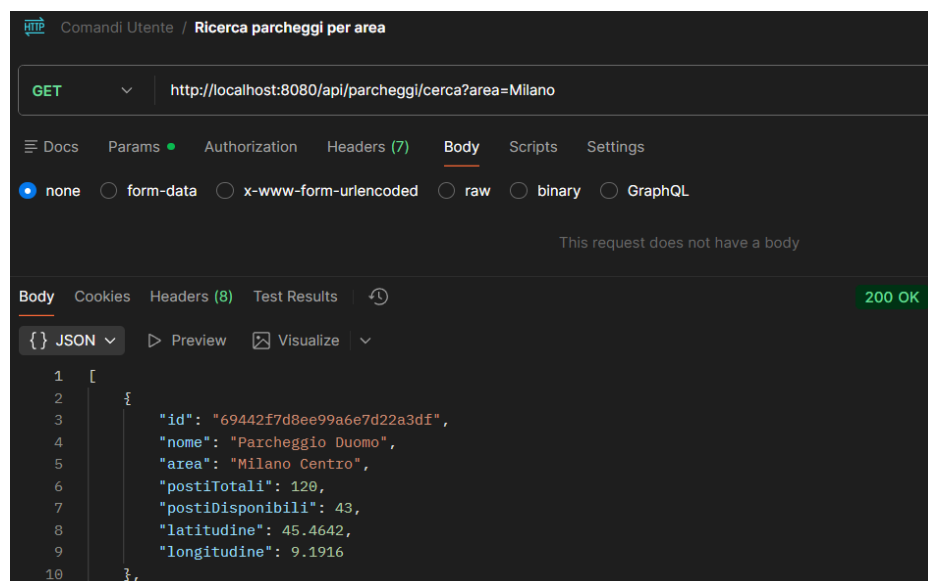 HTTP Comandi Utente / Ricerca parcheggi per area
GET http://localhost:8080/api/parcheggi/cerca?area=Milano
Docs Params Authorization Headers (7) Body Scripts Settings
none form-data x-www-form-urlencoded raw binary GraphQL
This request does not have a body
Body Cookies Headers (8) Test Results 200 OK
{} JSON Preview Visualize
1 [
2 {
3 "id": "69442f7d8ee99a6e7d22a3df",
4 "nome": "Parcheggio Duomo",
5 "area": "Milano Centro",
6 "postiTotali": 120,
7 "postiDisponibili": 43,
8 "latitudine": 45.4642,
9 "longitudine": 9.1916
10 },